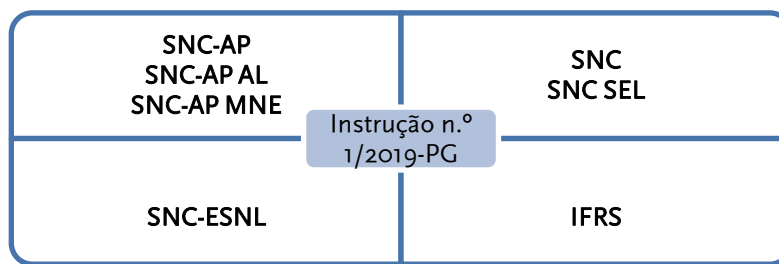 SNC-AP
SNC-AP AL
SNC-AP MNE
SNC
SNC SEL
Instrução n.º
1/2019-PG
SNC-ESNL
IFRS